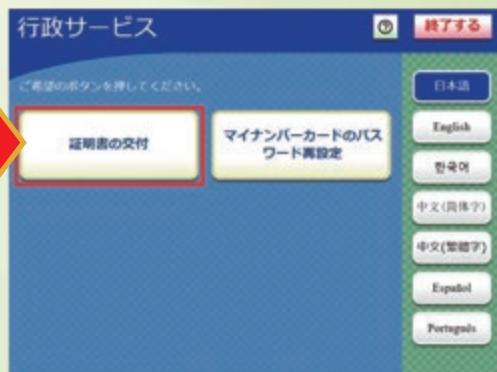 行政サービス
終了する
ご希望のボタンを押してください。
証明書の交付
マイナンバーカードのパス
ワード再設定
日本語
English
한국어
中文(简体字)
中文(繁體字)
Español
Português